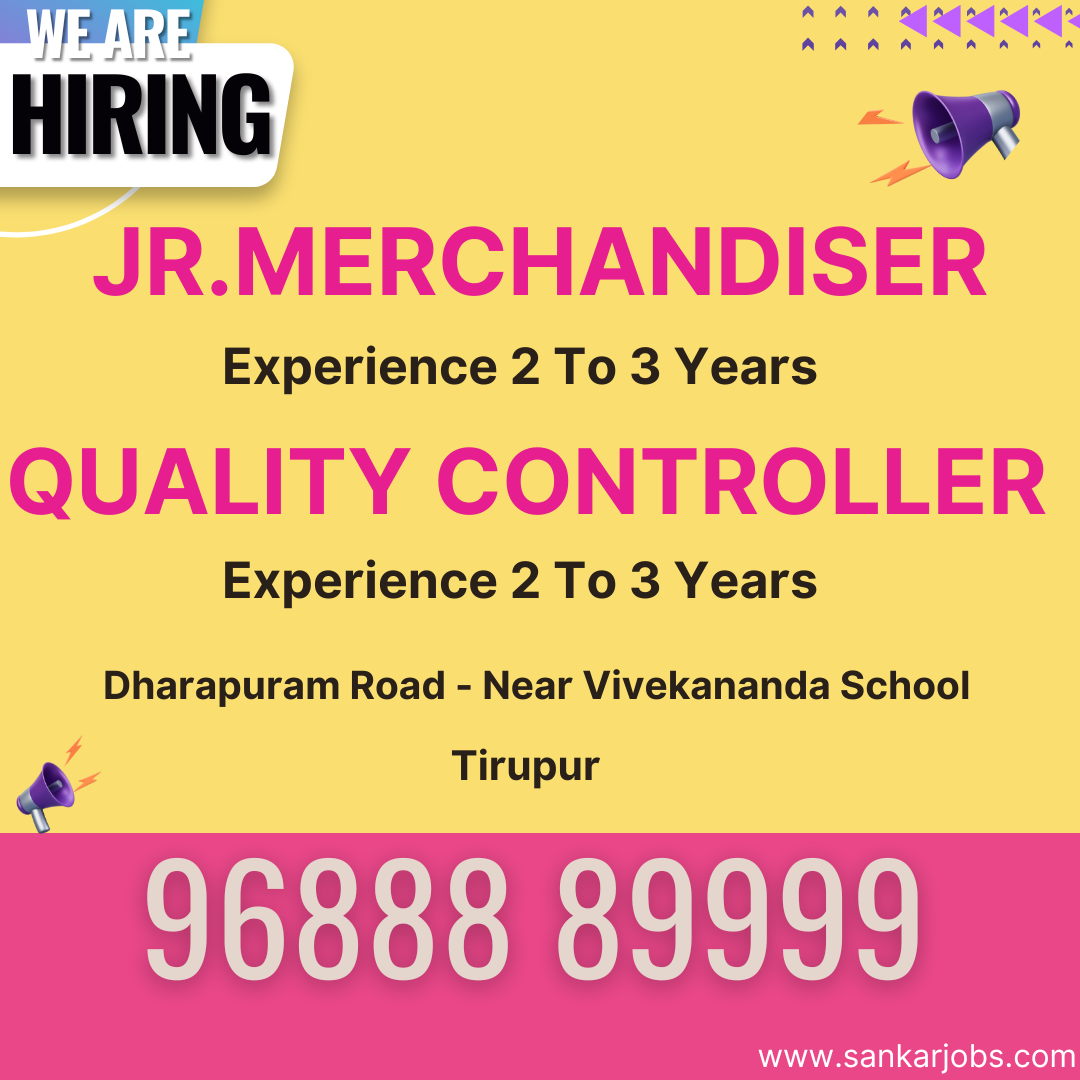 WE ARE
HIRING
JR.MERCHANDISER
Experience 2 To 3 Years
QUALITY CONTROLLER
Experience 2 To 3 Years
Dharapuram Road - Near Vivekananda School
Tirupur
96888 89999
www.sankarjobs.com